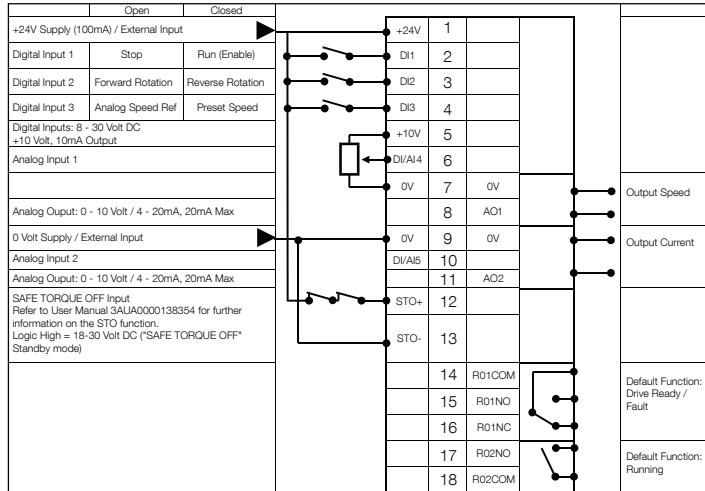 Open Closed
+24V Supply (100mA) / External Input +24V 1
Digital Input 1 Stop Run (Enable) DI1 2
Digital Input 2 Forward Rotation Reverse Rotation DI2 3
Digital Input 3 Analog Speed Ref Preset Speed DI3 4
Digital Inputs: 8 - 30 Volt DC
+10 Volt, 10mA Output +10V 5
Analog Input 1 DI/AI4 6
0V 7 0V Output Speed
Analog Ouput: 0 - 10 Volt / 4 - 20mA, 20mA Max 8 AO1
0 Volt Supply / External Input 0V 9 0V Output Current
Analog Input 2 DI/AI5 10
Analog Ouput: 0 - 10 Volt / 4 - 20mA, 20mA Max 11 AO2
SAFE TORQUE OFF Input STO+ 12
Refer to User Manual 3AUA0000138354 for further
information on the STO function.
Logic High = 18-30 Volt DC ("SAFE TORQUE OFF" STO- 13
Standby mode)
14 R01COM Default Function:
15 R01NO Drive Ready /
Fault
16 R01NC
17 R02NO Default Function:
18 R02COM Running